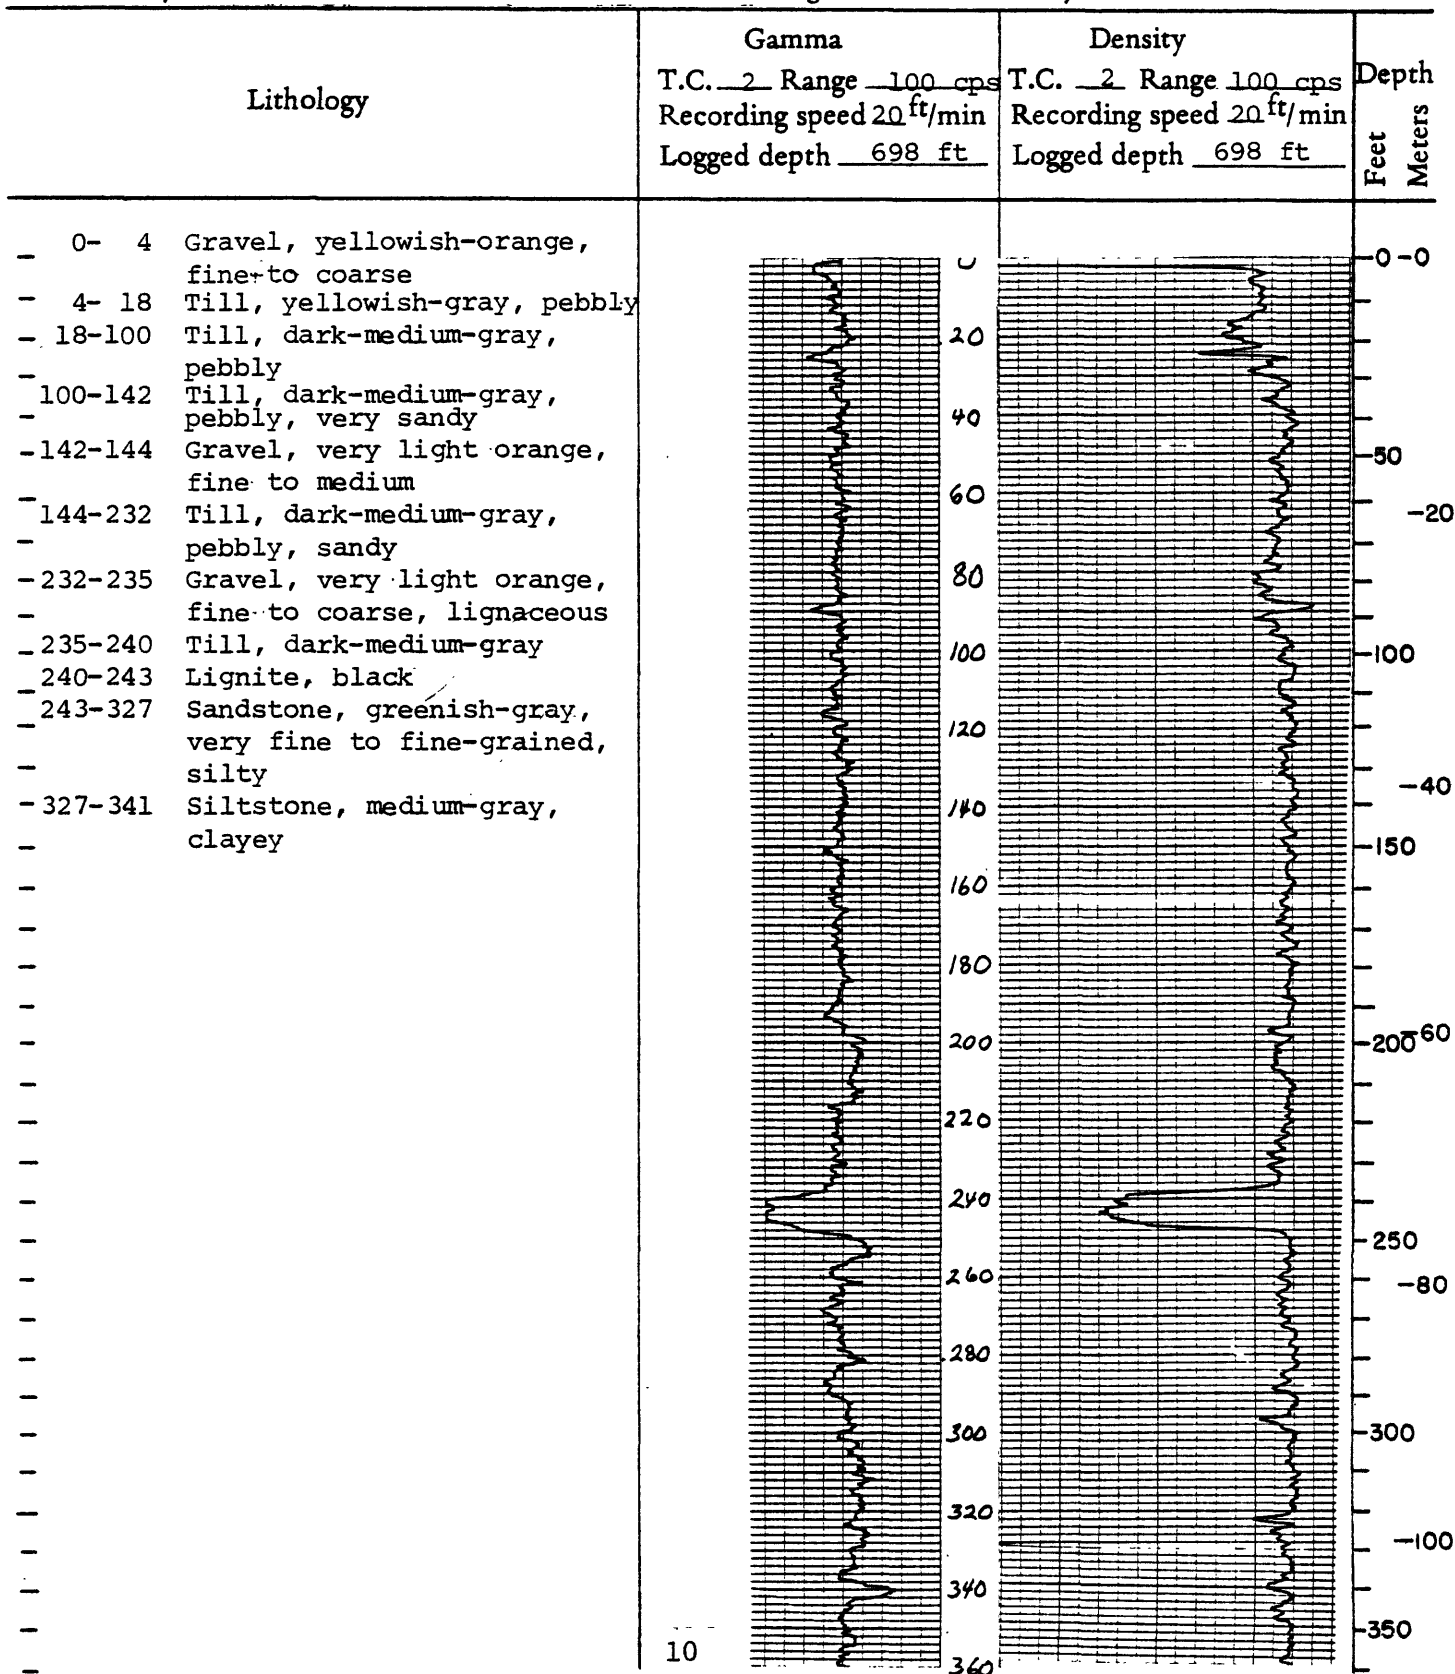 Lithology
Gamma
T.C. 2 Range 100 cps
Recording speed 20 ft/min
Logged depth 698 ft
Density
T.C. 2 Range 100 cps
Recording speed 20 ft/min
Logged depth 698 ft
Depth
Feet
Meters
0- 4 Gravel, yellowish-orange,
fine-to coarse
4- 18 Till, yellowish-gray, pebbly
18-100 Till, dark-medium-gray,
pebbly
100-142 Till, dark-medium-gray,
pebbly, very sandy
142-144 Gravel, very light orange,
fine to medium
144-232 Till, dark-medium-gray,
pebbly, sandy
232-235 Gravel, very light orange,
fine to coarse, lignaceous
235-240 Till, dark-medium-gray
240-243 Lignite, black
243-327 Sandstone, greenish-gray,
very fine to fine-grained,
silty
327-341 Siltstone, medium-gray,
clayey
0
20
40
60
80
100
120
140
160
180
200
220
240
260
280
300
320
340
360
0
50
100
150
200
250
300
350
0
20
40
60
80
100
10